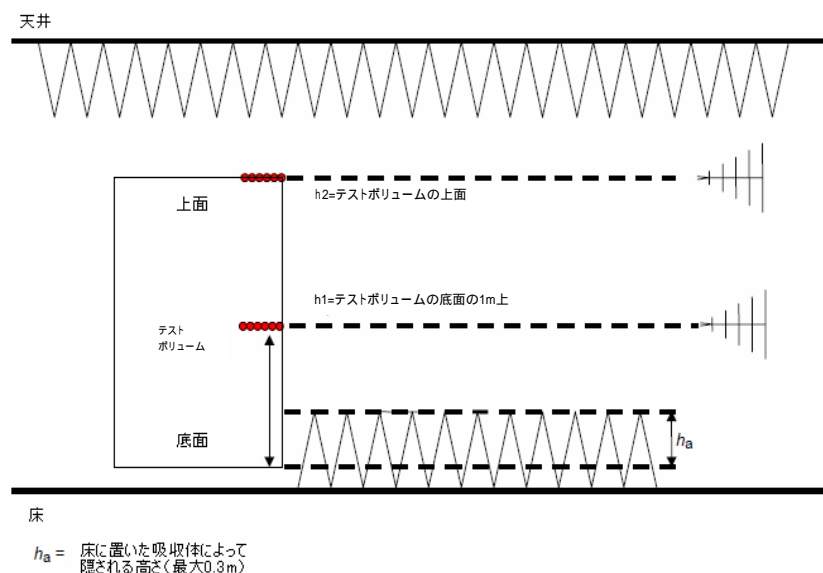 天井
上面
h2=テストボリュームの上面
h1=テストボリュームの底面の1m上
テスト
ボリューム
底面
ha
床
ha = 床に置いた吸収体によって
隠される高さ(最大0.3m)